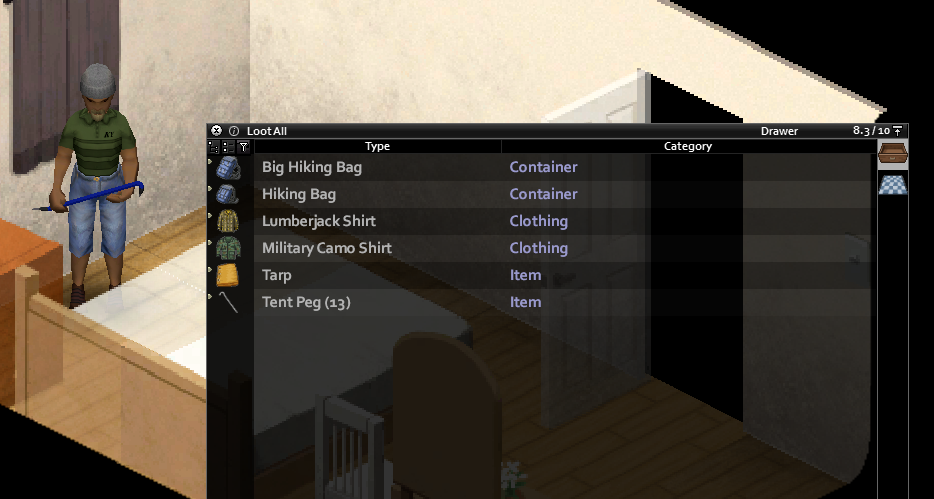 Loot All Drawer 8.3 / 10
Type Category
Big Hiking Bag Container
Hiking Bag Container
Lumberjack Shirt Clothing
Military Camo Shirt Clothing
Tarp Item
Tent Peg (13) Item